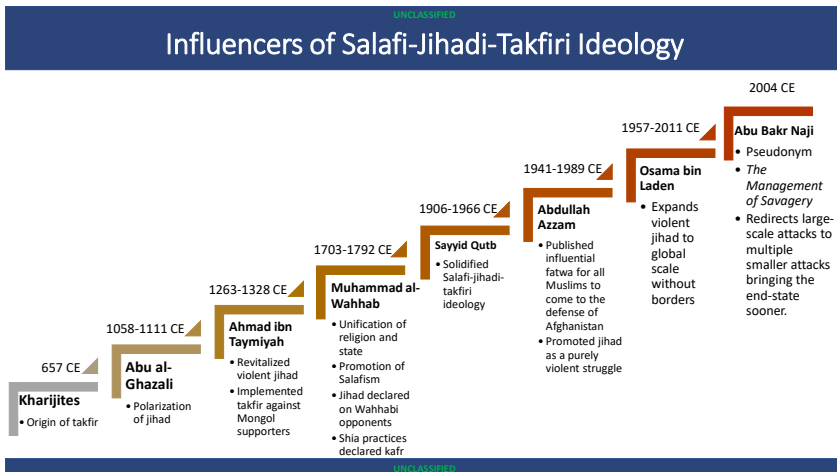 UNCLASSIFIED
Influencers of Salafi-Jihadi-Takfiri Ideology
657 CE
Kharijites
• Origin of takfir
1058-1111 CE
Abu al-
Ghazali
• Polarization
of jihad
1263-1328 CE
Ahmad ibn
Taymiyah
• Revitalized
violent jihad
• Implemented
takfir against
Mongol
supporters
1703-1792 CE
Muhammad al-
Wahhab
• Unification of
religion and
state
• Promotion of
Salafism
• Jihad declared
on Wahhabi
opponents
• Shia practices
declared kafr
1906-1966 CE
Sayyid Qutb
• Solidified
Salafi-jihadi-
takfiri
ideology
1941-1989 CE
Abdullah
Azzam
• Published
influential
fatwa for all
Muslims to
come to the
defense of
Afghanistan
• Promoted jihad
as a purely
violent struggle
1957-2011 CE
Osama bin
Laden
• Expands
violent
jihad to
global
scale
without
borders
2004 CE
Abu Bakr Naji
• Pseudonym
• The
Management
of Savagery
• Redirects large-
scale attacks to
multiple
smaller attacks
bringing the
end-state
sooner.
UNCLASSIFIED